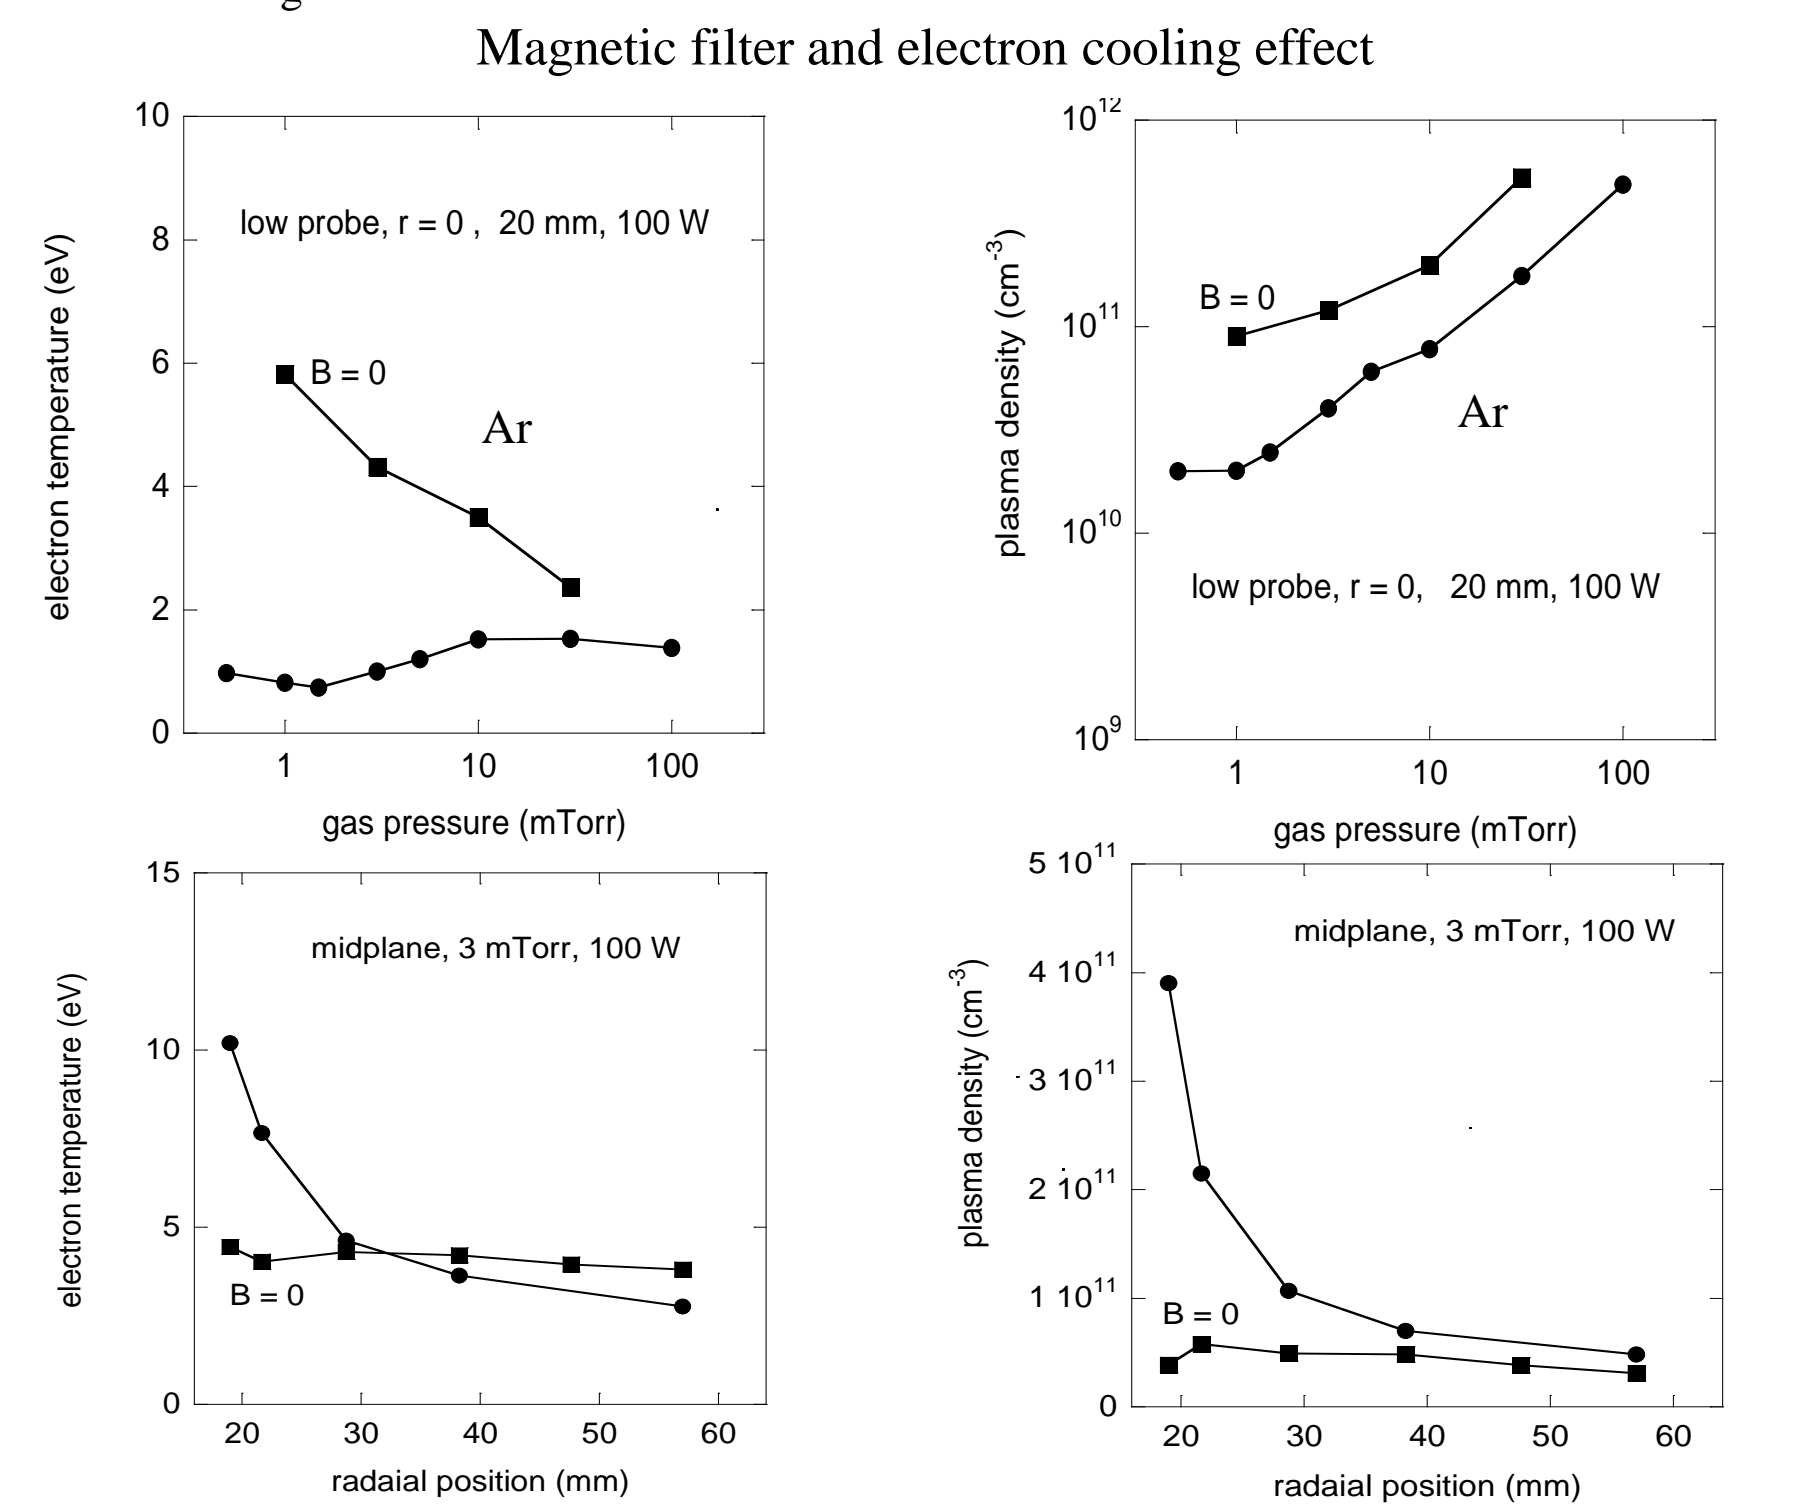 g
Magnetic filter and electron cooling effect
10
8
6
4
2
0
electron temperature (eV)
low probe, r = 0 , 20 mm, 100 W
B = 0
Ar
1 10 100
gas pressure (mTorr)
10^12
10^11
10^10
10^9
plasma density (cm^-3)
B = 0
Ar
low probe, r = 0, 20 mm, 100 W
1 10 100
gas pressure (mTorr)
15
10
5
0
electron temperature (eV)
midplane, 3 mTorr, 100 W
B = 0
20 30 40 50 60
radaial position (mm)
5 10^11
4 10^11
3 10^11
2 10^11
1 10^11
0
plasma density (cm^-3)
midplane, 3 mTorr, 100 W
B = 0
20 30 40 50 60
radaial position (mm)